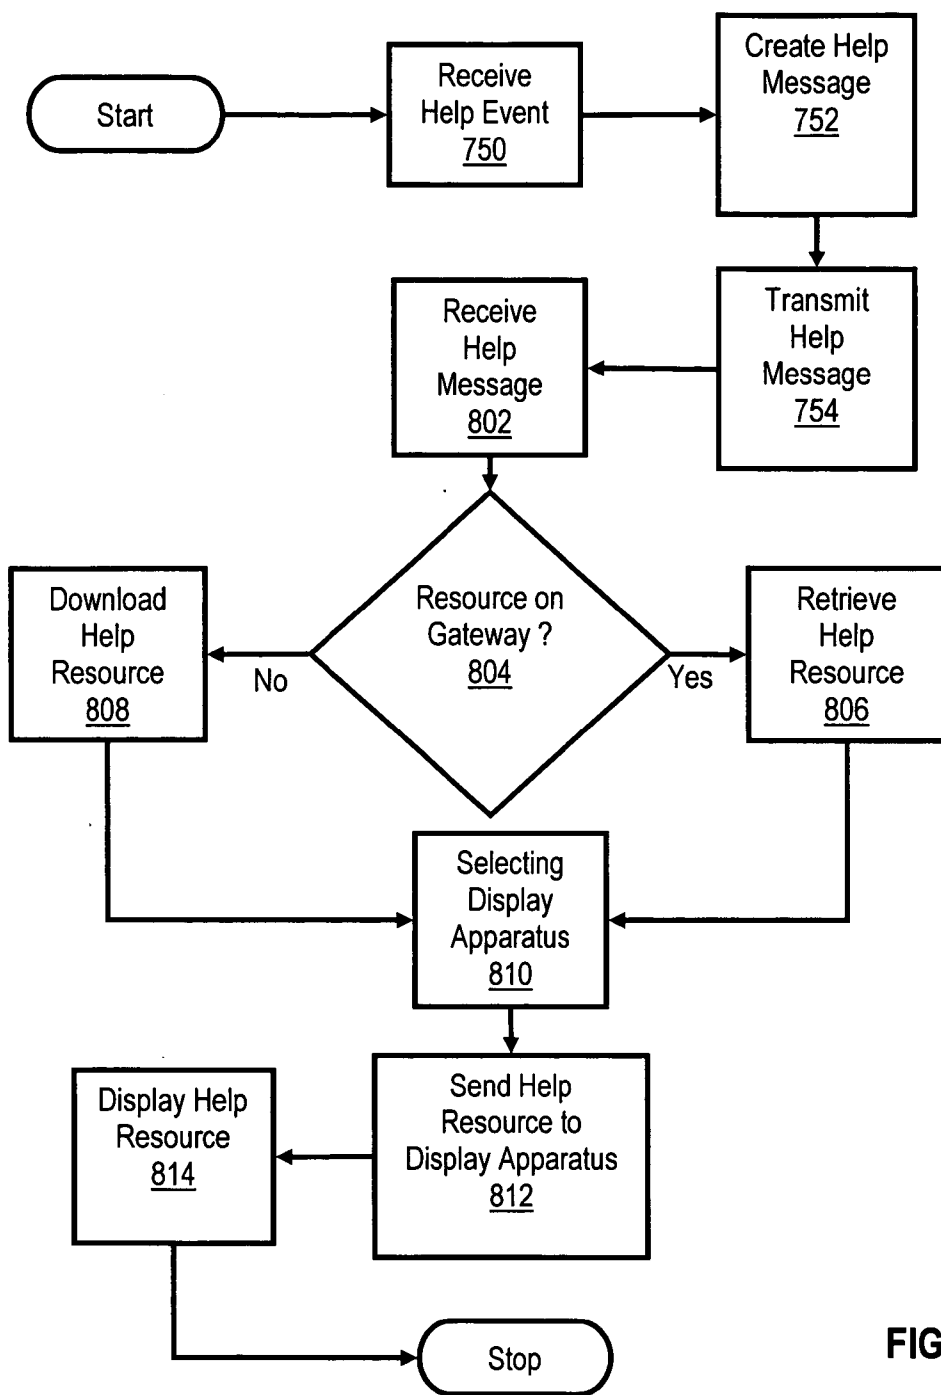 Start
Receive
Help Event
750
Create Help
Message
752
Transmit
Help
Message
754
Receive
Help
Message
802
Resource on
Gateway ?
804
No
Yes
Download
Help
Resource
808
Retrieve
Help
Resource
806
Selecting
Display
Apparatus
810
Send Help
Resource to
Display Apparatus
812
Display Help
Resource
814
Stop
FIG